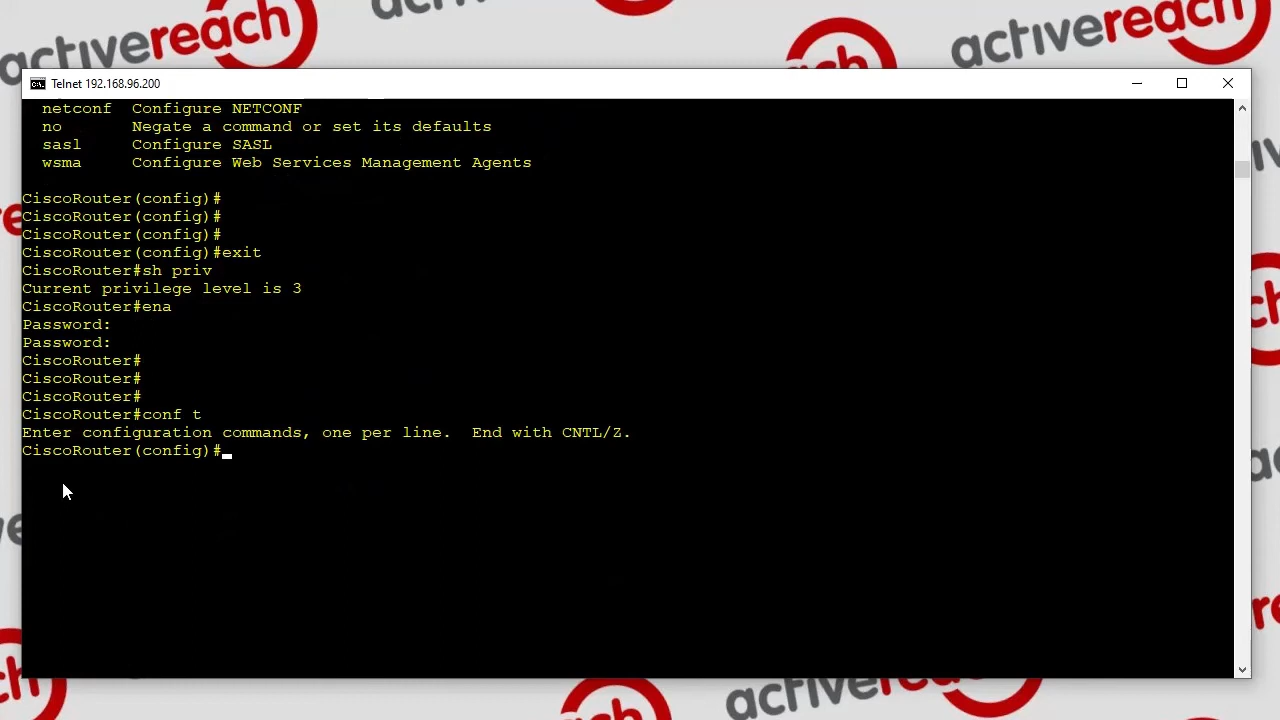 activereach
activereach
ach
Telnet 192.168.96.200
netconf  Configure NETCONF
no       Negate a command or set its defaults
sasl     Configure SASL
wsma     Configure Web Services Management Agents
CiscoRouter(config)#
CiscoRouter(config)#
CiscoRouter(config)#
CiscoRouter(config)#exit
CiscoRouter#sh priv
Current privilege level is 3
CiscoRouter#ena
Password:
Password:
CiscoRouter#
CiscoRouter#
CiscoRouter#
CiscoRouter#conf t
Enter configuration commands, one per line.  End with CNTL/Z.
CiscoRouter(config)#
ach
activereach